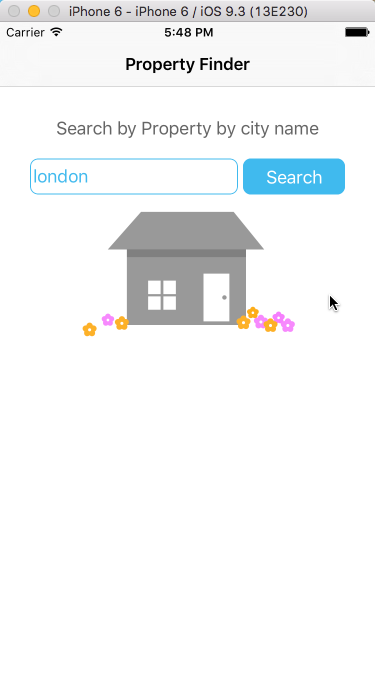 iPhone 6 - iPhone 6 / iOS 9.3 (13E230)
Carrier 5:48 PM
Property Finder
Search by Property by city name
london Search